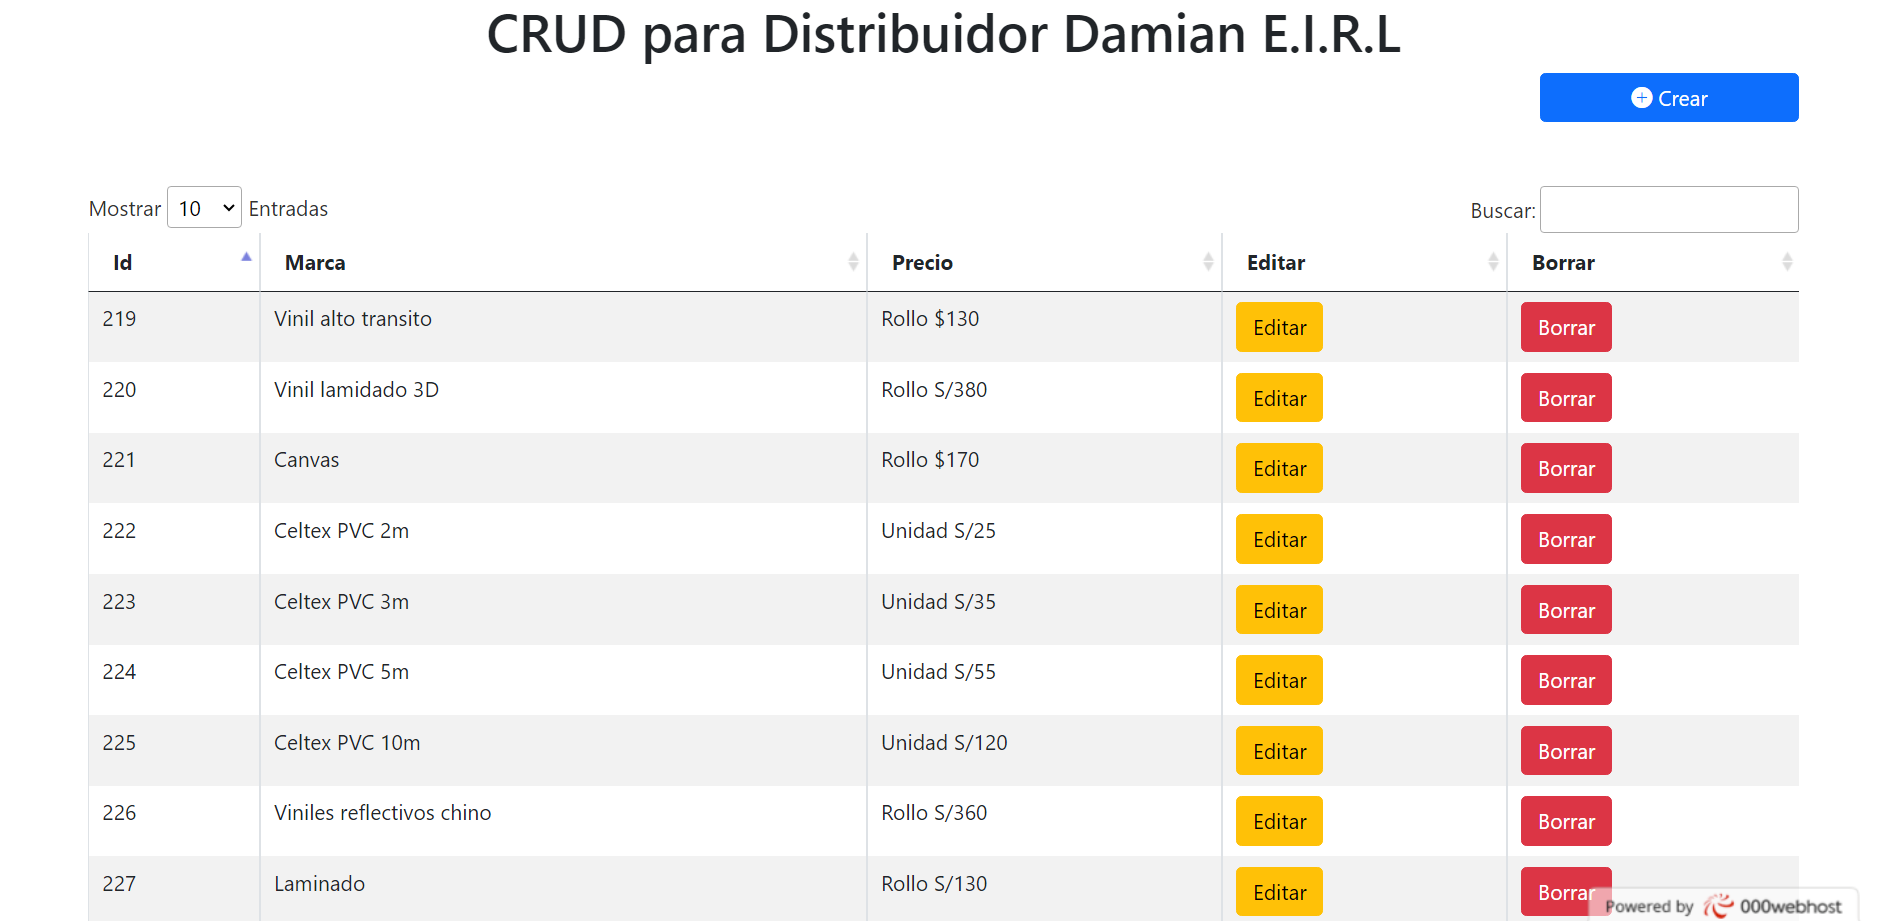 CRUD para Distribuidor Damian E.I.R.L
Crear
Mostrar 10 Entradas Buscar:
Id Marca Precio Editar Borrar
219 Vinil alto transito Rollo $130 Editar Borrar
220 Vinil lamidado 3D Rollo S/380 Editar Borrar
221 Canvas Rollo $170 Editar Borrar
222 Celtex PVC 2m Unidad S/25 Editar Borrar
223 Celtex PVC 3m Unidad S/35 Editar Borrar
224 Celtex PVC 5m Unidad S/55 Editar Borrar
225 Celtex PVC 10m Unidad S/120 Editar Borrar
226 Viniles reflectivos chino Rollo S/360 Editar Borrar
227 Laminado Rollo S/130 Editar Borrar
Powered by 000webhost